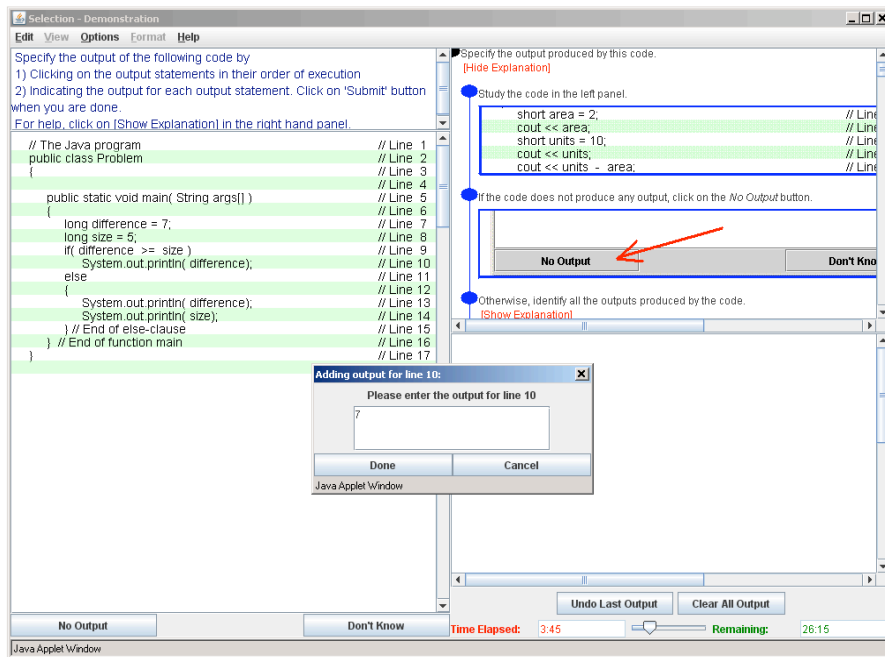 Selection - Demonstration
Edit View Options Format Help
Specify the output of the following code by
1) Clicking on the output statements in their order of execution
2) Indicating the output for each output statement. Click on 'Submit' button
when you are done.
For help, click on [Show Explanation] in the right hand panel.
// The Java program // Line 1
public class Problem // Line 2
{ // Line 3
// Line 4
public static void main( String args[] ) // Line 5
{ // Line 6
long difference = 7; // Line 7
long size = 5; // Line 8
if( difference >= size ) // Line 9
System.out.println( difference); // Line 10
else // Line 11
{ // Line 12
System.out.println( difference); // Line 13
System.out.println( size); // Line 14
} // End of else-clause // Line 15
} // End of function main // Line 16
} // Line 17
No Output
Don't Know
Specify the output produced by this code.
[Hide Explanation]
Study the code in the left panel.
short area = 2; // Line
cout << area; // Line
short units = 10; // Line
cout << units; // Line
cout << units - area; // Line
If the code does not produce any output, click on the No Output button.
No Output
Don't Kno
Otherwise, identify all the outputs produced by the code.
[Show Explanation]
Adding output for line 10:
Please enter the output for line 10
7
Done
Cancel
Java Applet Window
Undo Last Output
Clear All Output
Time Elapsed: 3:45
Remaining: 26:15
Java Applet Window